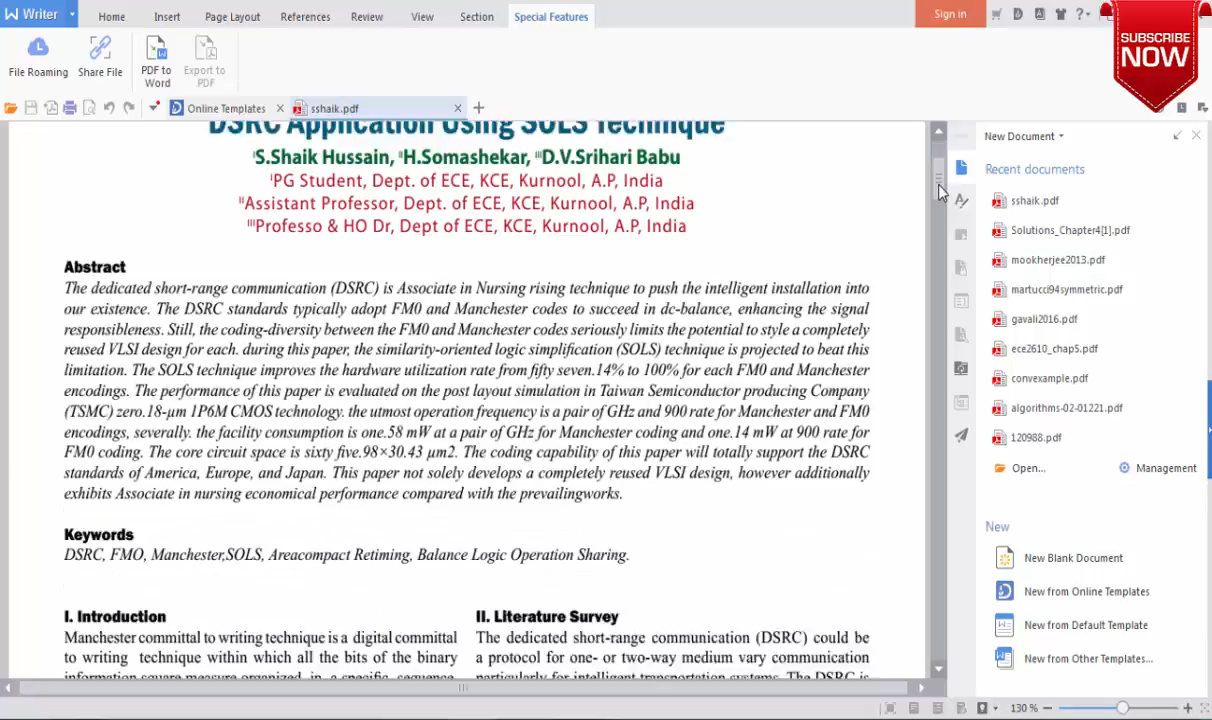 Writer
Home
Insert
Page Layout
References
Review
View
Section
Special Features
Sign in
SUBSCRIBE
NOW
File Roaming
Share File
PDF to
Word
Export to
PDF
Online Templates
sshaik.pdf
DSRC Application Using SOLS Technique
ᴵS.Shaik Hussain, ᴵᴵH.Somashekar, ᴵᴵᴵD.V.Srihari Babu
ᴵPG Student, Dept. of ECE, KCE, Kurnool, A.P, India
ᴵᴵAssistant Professor, Dept. of ECE, KCE, Kurnool, A.P, India
ᴵᴵᴵProfesso & HO Dr, Dept of ECE, KCE, Kurnool, A.P, India
Abstract
The dedicated short-range communication (DSRC) is Associate in Nursing rising technique to push the intelligent installation into
our existence. The DSRC standards typically adopt FM0 and Manchester codes to succeed in dc-balance, enhancing the signal
responsibleness. Still, the coding-diversity between the FM0 and Manchester codes seriously limits the potential to style a completely
reused VLSI design for each. during this paper, the similarity-oriented logic simplification (SOLS) technique is projected to beat this
limitation. The SOLS technique improves the hardware utilization rate from fifty seven.14% to 100% for each FM0 and Manchester
encodings. The performance of this paper is evaluated on the post layout simulation in Taiwan Semiconductor producing Company
(TSMC) zero.18-μm 1P6M CMOS technology. the utmost operation frequency is a pair of GHz and 900 rate for Manchester and FM0
encodings, severally. the facility consumption is one.58 mW at a pair of GHz for Manchester coding and one.14 mW at 900 rate for
FM0 coding. The core circuit space is sixty five.98×30.43 μm2. The coding capability of this paper will totally support the DSRC
standards of America, Europe, and Japan. This paper not solely develops a completely reused VLSI design, however additionally
exhibits Associate in nursing economical performance compared with the prevailingworks.
Keywords
DSRC, FMO, Manchester,SOLS, Areacompact Retiming, Balance Logic Operation Sharing.
I. Introduction
Manchester committal to writing technique is a digital committal
to writing technique within which all the bits of the binary
information square measure organized in a specific sequence.
II. Literature Survey
The dedicated short-range communication (DSRC) could be
a protocol for one- or two-way medium vary communication
particularly for intelligent transportation systems. The DSRC is
New Document
Recent documents
sshaik.pdf
Solutions_Chapter4[1].pdf
mookherjee2013.pdf
martucci94symmetric.pdf
gavali2016.pdf
ece2610_chap5.pdf
convexample.pdf
algorithms-02-01221.pdf
120988.pdf
Open...
Management
New
New Blank Document
New from Online Templates
New from Default Template
New from Other Templates...
130 %